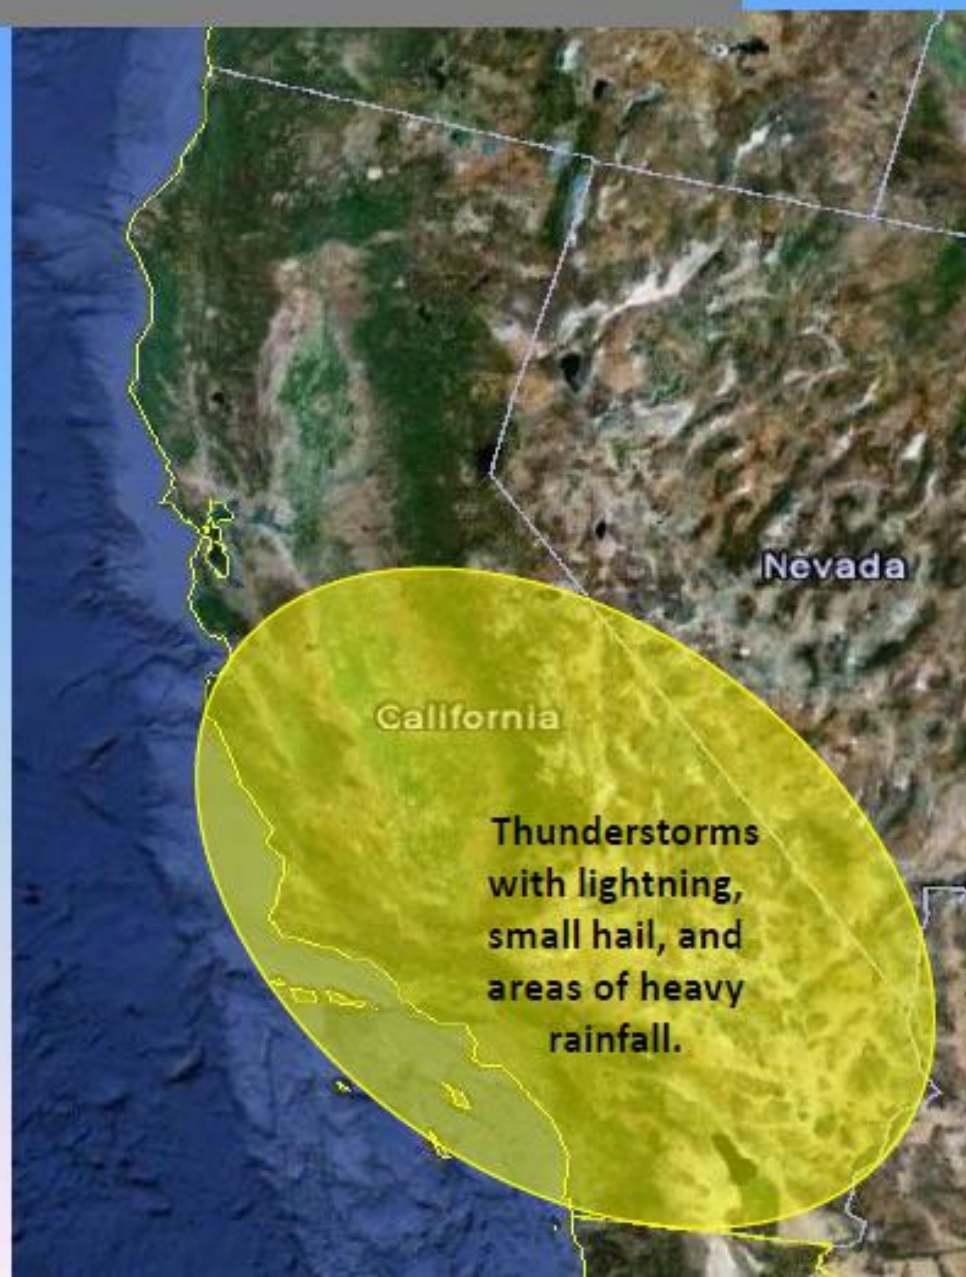 Nevada
California
Thunderstorms
with lightning,
small hail, and
areas of heavy
rainfall.